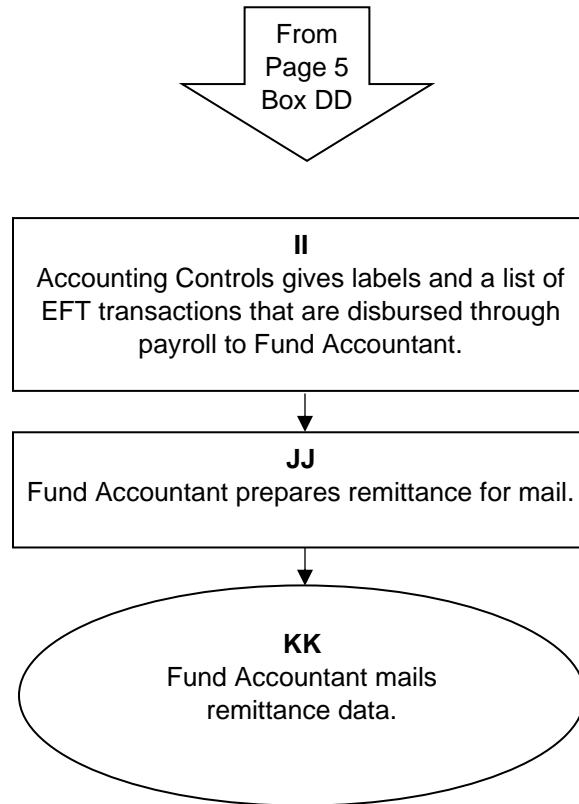 From
Page 5
Box DD
II
Accounting Controls gives labels and a list of
EFT transactions that are disbursed through
payroll to Fund Accountant.
JJ
Fund Accountant prepares remittance for mail.
KK
Fund Accountant mails
remittance data.